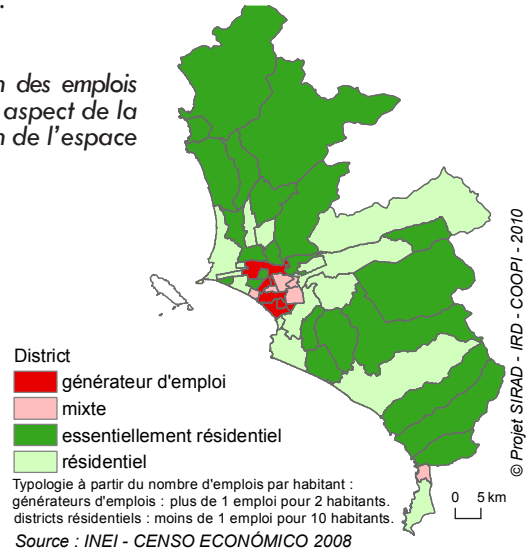 n des emplois
aspect de la
n de l'espace
District
générateur d'emploi
mixte
essentiellement résidentiel
résidentiel
Typologie à partir du nombre d'emplois par habitant :
générateurs d'emplois : plus de 1 emploi pour 2 habitants.
districts résidentiels : moins de 1 emploi pour 10 habitants.
0 5 km
Source : INEI - CENSO ECONÓMICO 2008
© Projet SIRAD - IRD - COOPI - 2010